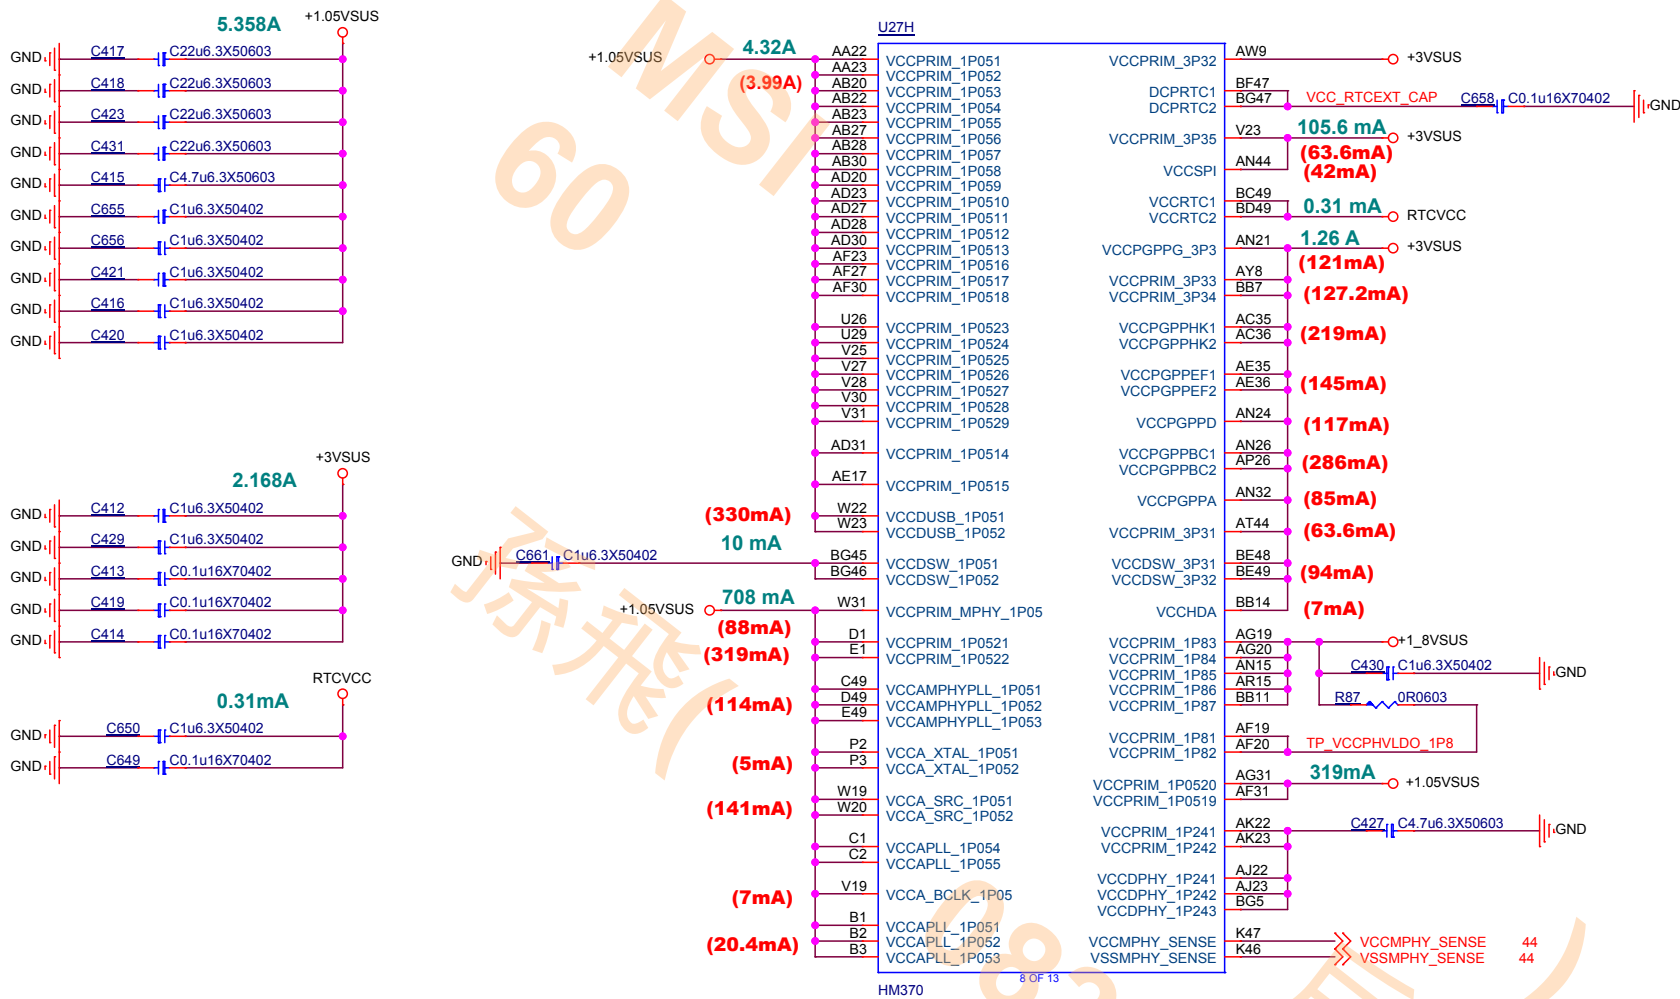 5.358A
+1.05VSUS
GND C417 C22u6.3X50603
GND C418 C22u6.3X50603
GND C423 C22u6.3X50603
GND C431 C22u6.3X50603
GND C415 C4.7u6.3X50603
GND C655 C1u6.3X50402
GND C656 C1u6.3X50402
GND C421 C1u6.3X50402
GND C416 C1u6.3X50402
GND C420 C1u6.3X50402
2.168A
+3VSUS
GND C412 C1u6.3X50402
GND C429 C1u6.3X50402
GND C413 C0.1u16X70402
GND C419 C0.1u16X70402
GND C414 C0.1u16X70402
0.31mA
RTCVCC
GND C650 C1u6.3X50402
GND C649 C0.1u16X70402
MSI
60
孫飛(
083
)
U27H
+1.05VSUS 4.32A
(3.99A)
AA22 VCCPRIM_1P051
AA23 VCCPRIM_1P052
AB20 VCCPRIM_1P053
AB22 VCCPRIM_1P054
AB23 VCCPRIM_1P055
AB27 VCCPRIM_1P056
AB28 VCCPRIM_1P057
AB30 VCCPRIM_1P058
AD20 VCCPRIM_1P059
AD23 VCCPRIM_1P0510
AD27 VCCPRIM_1P0511
AD28 VCCPRIM_1P0512
AD30 VCCPRIM_1P0513
AF23 VCCPRIM_1P0516
AF27 VCCPRIM_1P0517
AF30 VCCPRIM_1P0518
U26 VCCPRIM_1P0523
U29 VCCPRIM_1P0524
V25 VCCPRIM_1P0525
V27 VCCPRIM_1P0526
V28 VCCPRIM_1P0527
V30 VCCPRIM_1P0528
V31 VCCPRIM_1P0529
AD31 VCCPRIM_1P0514
AE17 VCCPRIM_1P0515
(330mA)
W22 VCCDUSB_1P051
W23 VCCDUSB_1P052
10 mA
GND C661 C1u6.3X50402
BG45 VCCDSW_1P051
BG46 VCCDSW_1P052
+1.05VSUS 708 mA
W31 VCCPRIM_MPHY_1P05
(88mA)
D1 VCCPRIM_1P0521
(319mA)
E1 VCCPRIM_1P0522
C49 VCCAMPHYPLL_1P051
(114mA)
D49 VCCAMPHYPLL_1P052
E49 VCCAMPHYPLL_1P053
P2 VCCA_XTAL_1P051
(5mA)
P3 VCCA_XTAL_1P052
W19 VCCA_SRC_1P051
(141mA)
W20 VCCA_SRC_1P052
C1 VCCAPLL_1P054
C2 VCCAPLL_1P055
(7mA)
V19 VCCA_BCLK_1P05
B1 VCCAPLL_1P051
(20.4mA)
B2 VCCAPLL_1P052
B3 VCCAPLL_1P053
VCCPRIM_3P32 AW9 +3VSUS
DCPRTC1 BF47
DCPRTC2 BG47 VCC_RTCEXT_CAP C658 C0.1u16X70402 GND
VCCPRIM_3P35 V23 105.6 mA +3VSUS
(63.6mA)
VCCSPI AN44 (42mA)
VCCRTC1 BC49
VCCRTC2 BD49 0.31 mA RTCVCC
VCCPGPPG_3P3 AN21 1.26 A +3VSUS
(121mA)
VCCPRIM_3P33 AY8
VCCPRIM_3P34 BB7 (127.2mA)
VCCPGPPHK1 AC35
VCCPGPPHK2 AC36 (219mA)
VCCPGPPEF1 AE35
VCCPGPPEF2 AE36 (145mA)
VCCPGPPD AN24 (117mA)
VCCPGPPBC1 AN26
VCCPGPPBC2 AP26 (286mA)
VCCPGPPA AN32 (85mA)
VCCPRIM_3P31 AT44 (63.6mA)
VCCDSW_3P31 BE48
VCCDSW_3P32 BE49 (94mA)
VCCHDA BB14 (7mA)
VCCPRIM_1P83 AG19 +1_8VSUS
VCCPRIM_1P84 AG20
VCCPRIM_1P85 AN15 C430 C1u6.3X50402 GND
VCCPRIM_1P86 AR15
VCCPRIM_1P87 BB11 R87 0R0603
VCCPRIM_1P81 AF19
VCCPRIM_1P82 AF20 TP_VCCPHVLDO_1P8
VCCPRIM_1P0520 AG31 319mA +1.05VSUS
VCCPRIM_1P0519 AF31
VCCPRIM_1P241 AK22 C427 C4.7u6.3X50603 GND
VCCPRIM_1P242 AK23
VCCDPHY_1P241 AJ22
VCCDPHY_1P242 AJ23
VCCDPHY_1P243 BG5
VCCMPHY_SENSE K47 VCCMPHY_SENSE 44
VSSMPHY_SENSE K46 VSSMPHY_SENSE 44
8 OF 13
HM370